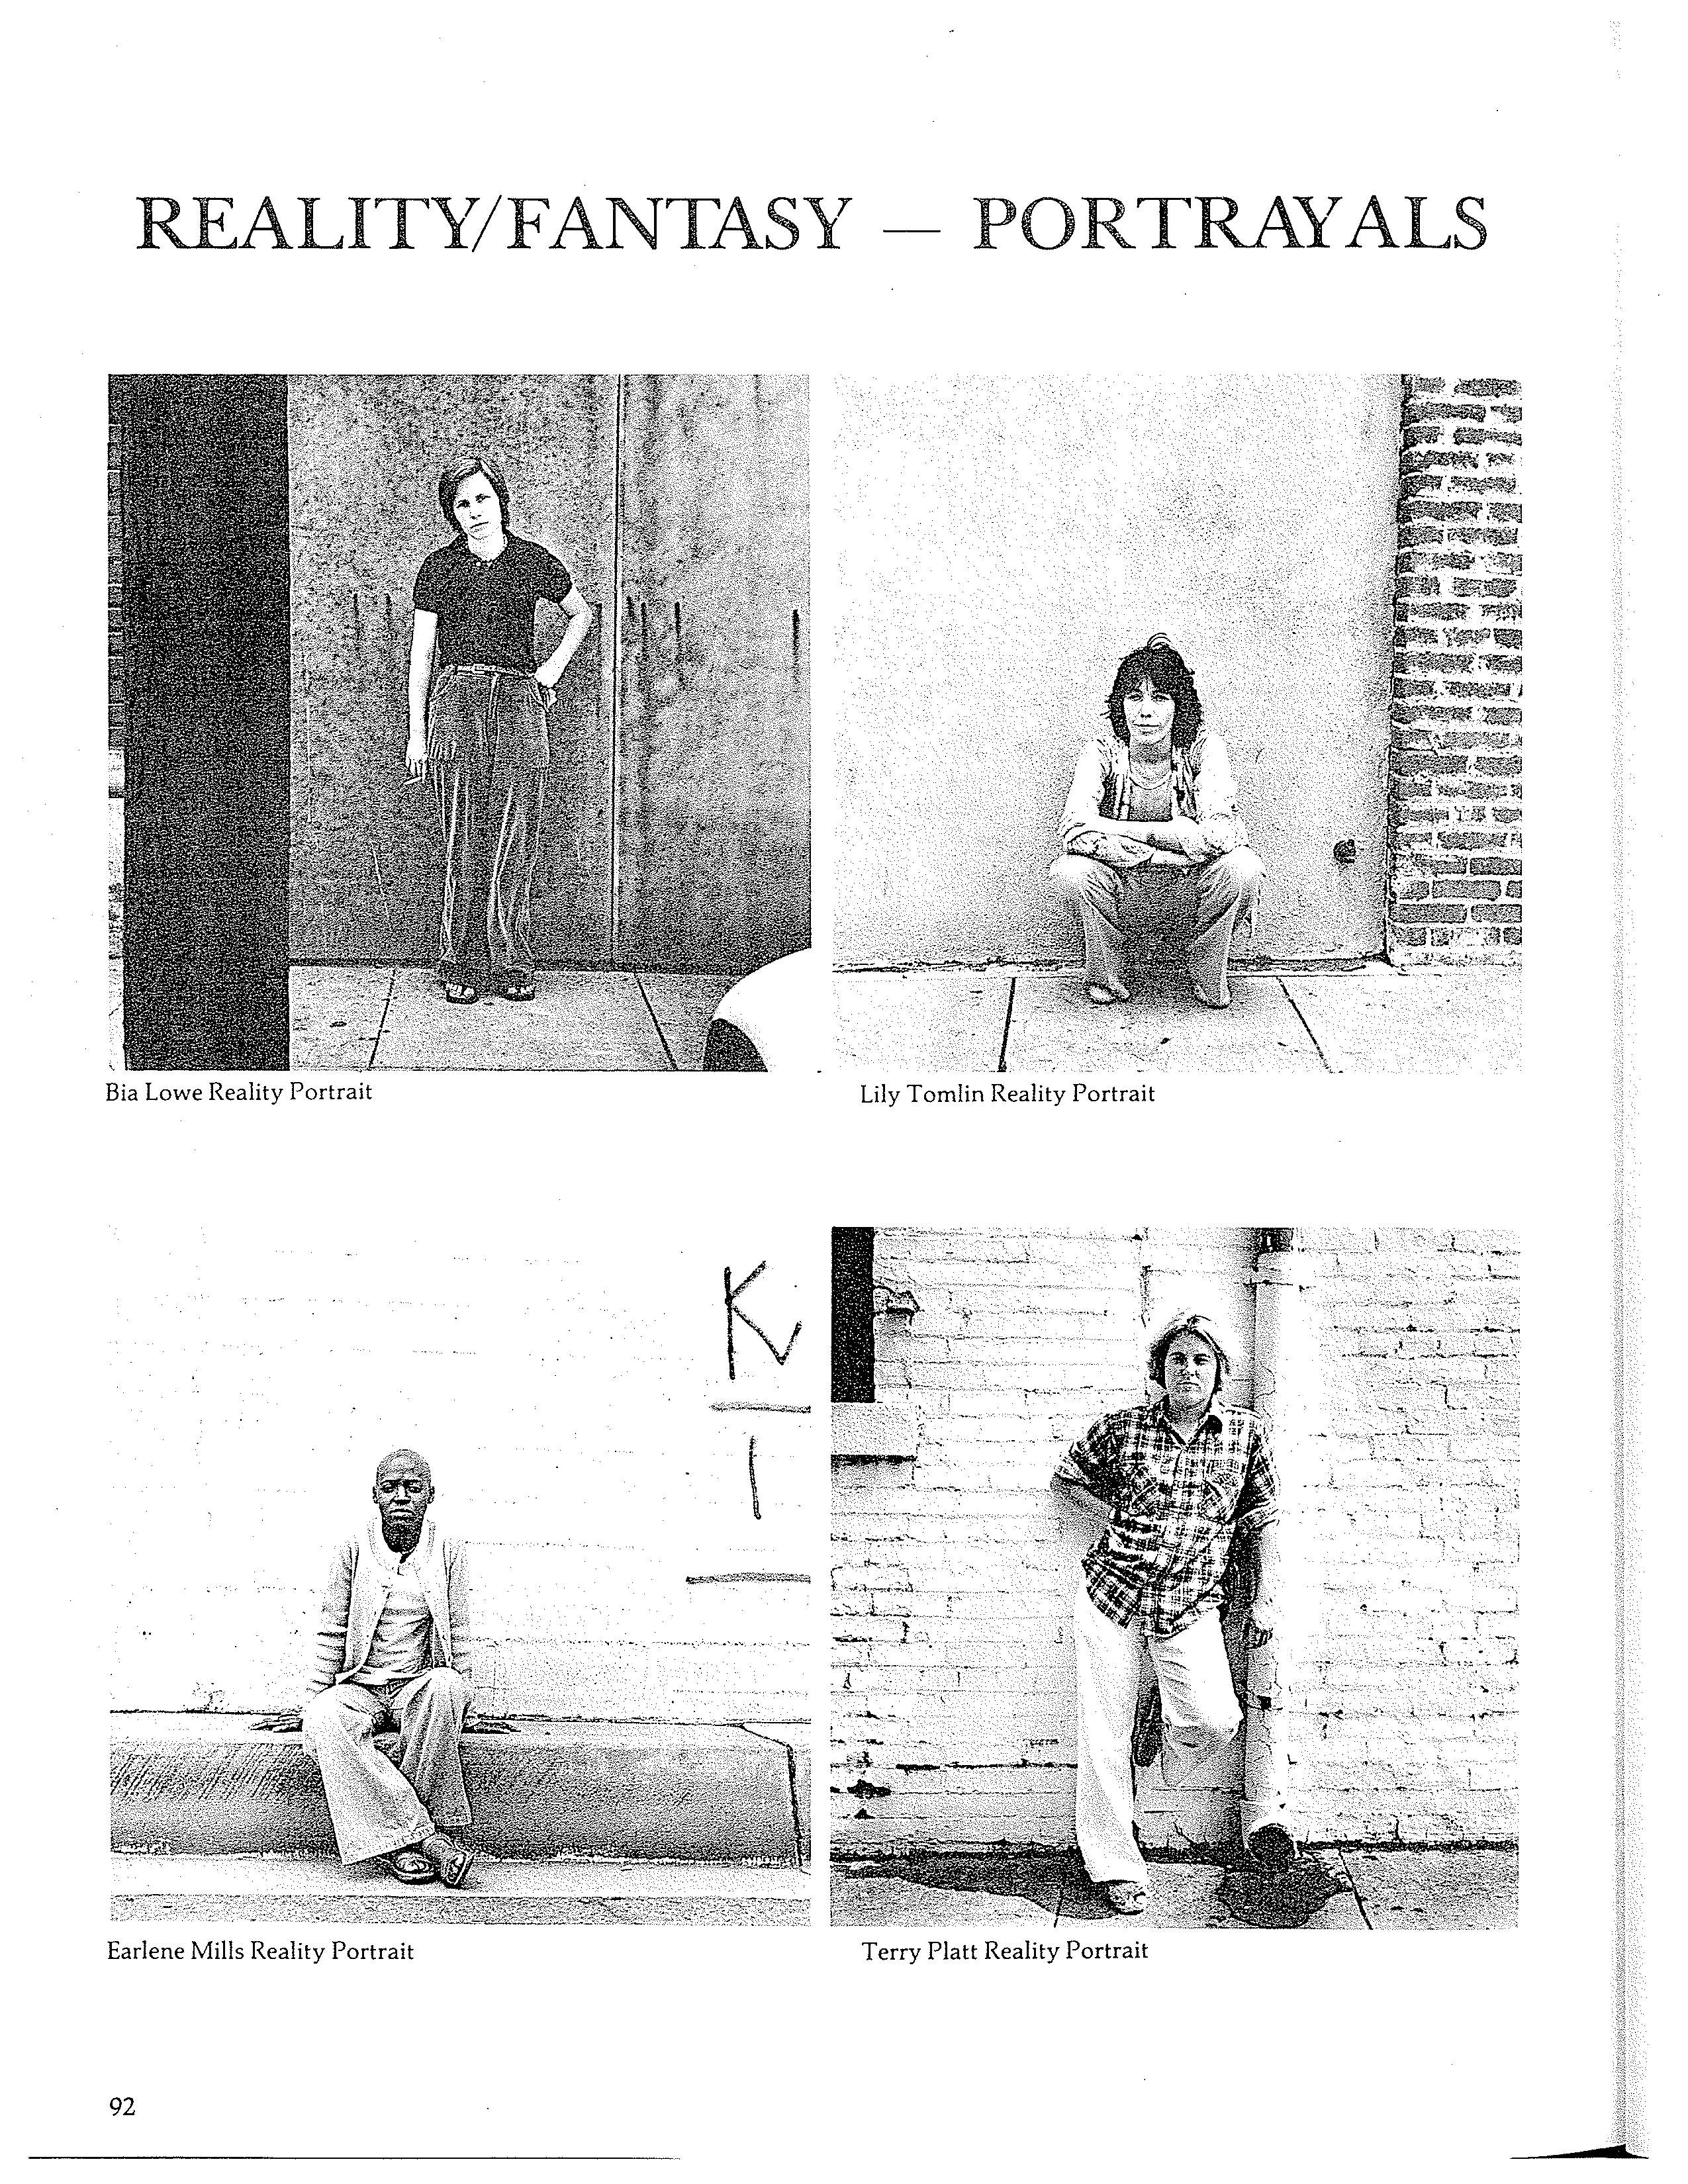 REALITY/FANTASY — PORTRAYALS
Bia Lowe Reality Portrait
Lily Tomlin Reality Portrait
K
I
Earlene Mills Reality Portrait
Terry Platt Reality Portrait
92